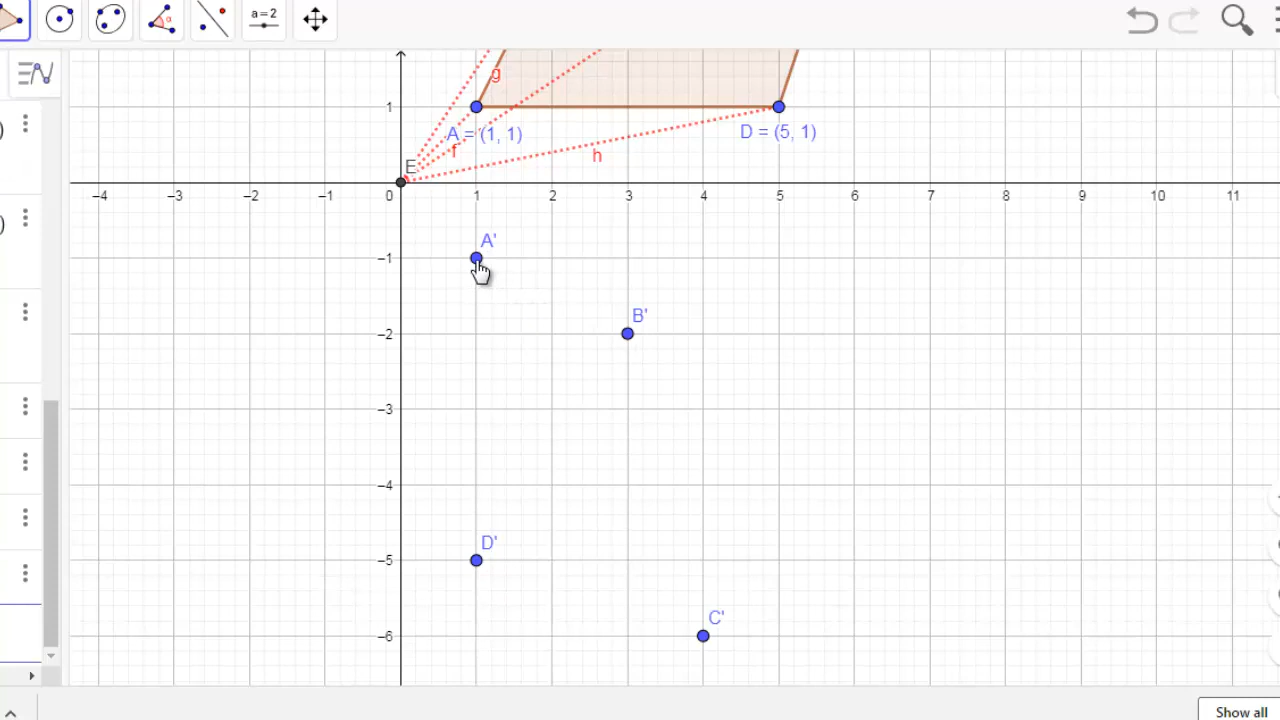 a = 2
α
g
1
A = (1, 1)
D = (5, 1)
f
h
E
−4 −3 −2 −1 0 1 2 3 4 5 6 7 8 9 10 11
A'
−1
B'
−2
−3
−4
D'
−5
C'
−6
)
)
Show all